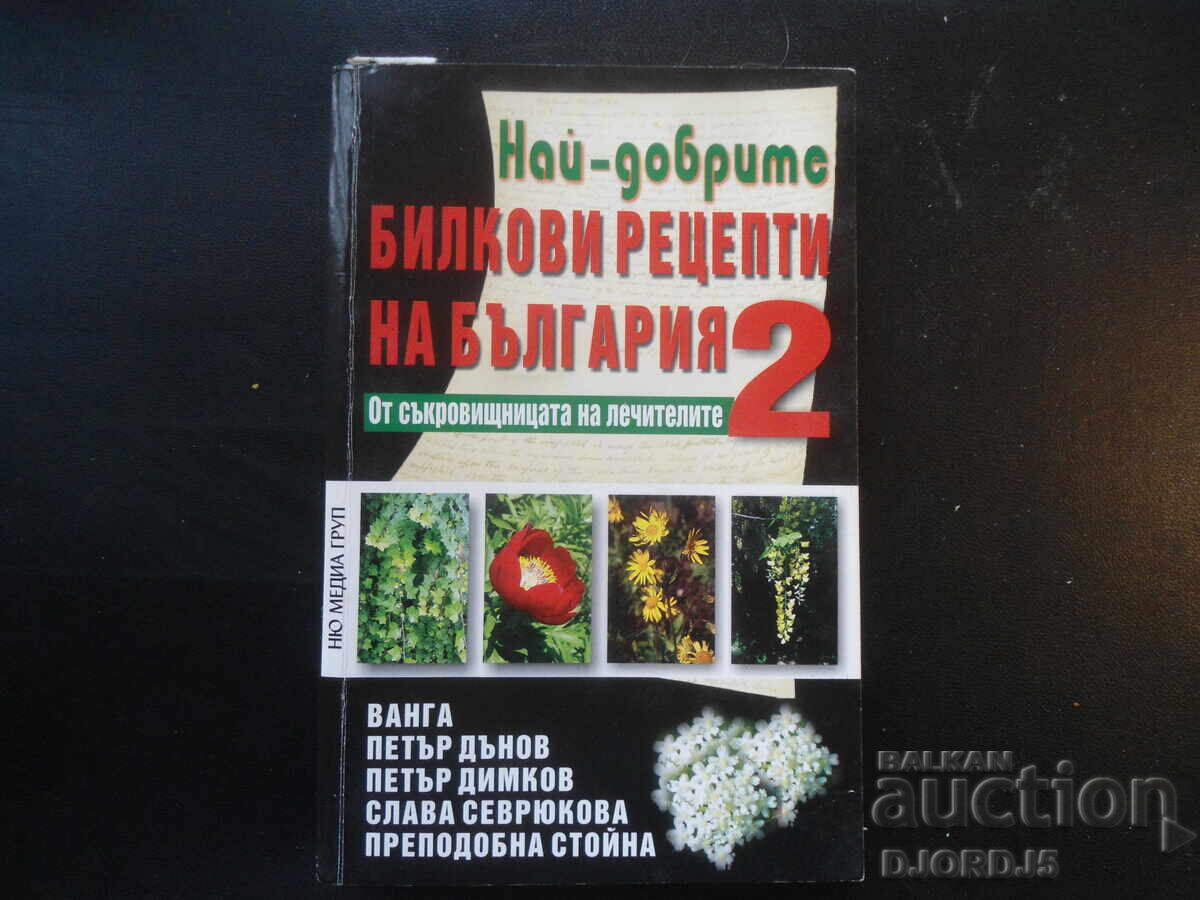 Най-добрите
БИЛКОВИ РЕЦЕПТИ
НА БЪЛГАРИЯ 2
От съкровищницата на лечителите
НЮ МЕДИА ГРУП
ВАНГА
ПЕТЪР ДЪНОВ
ПЕТЪР ДИМКОВ
СЛАВА СЕВРЮКОВА
ПРЕПОДОБНА СТОЙНА
BALKAN
auction
DJORDJ5